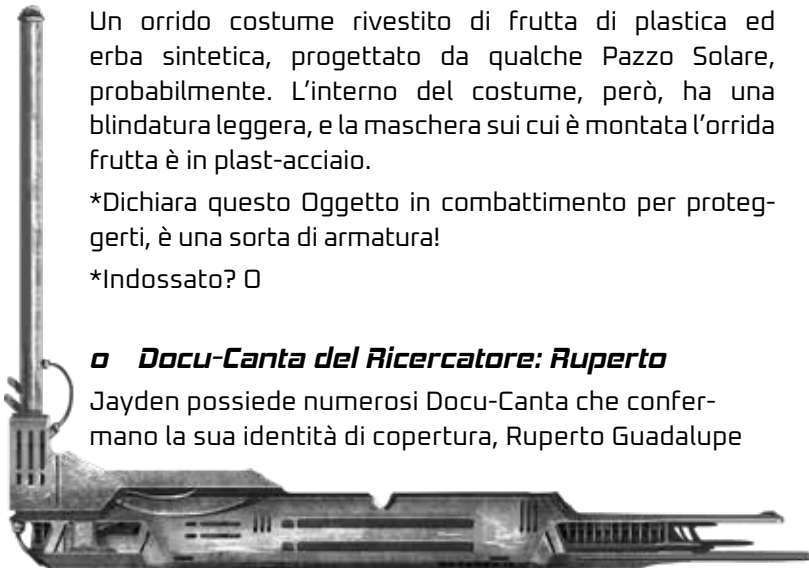 Un orrido costume rivestito di frutta di plastica ed
erba sintetica, progettato da qualche Pazzo Solare,
probabilmente. L'interno del costume, però, ha una
blindatura leggera, e la maschera sui cui è montata l'orrida
frutta è in plast-acciaio.
*Dichiara questo Oggetto in combattimento per proteg-
gerti, è una sorta di armatura!
*Indossato? O
o Docu-Canta del Ricercatore: Ruperto
Jayden possiede numerosi Docu-Canta che confer-
mano la sua identità di copertura, Ruperto Guadalupe